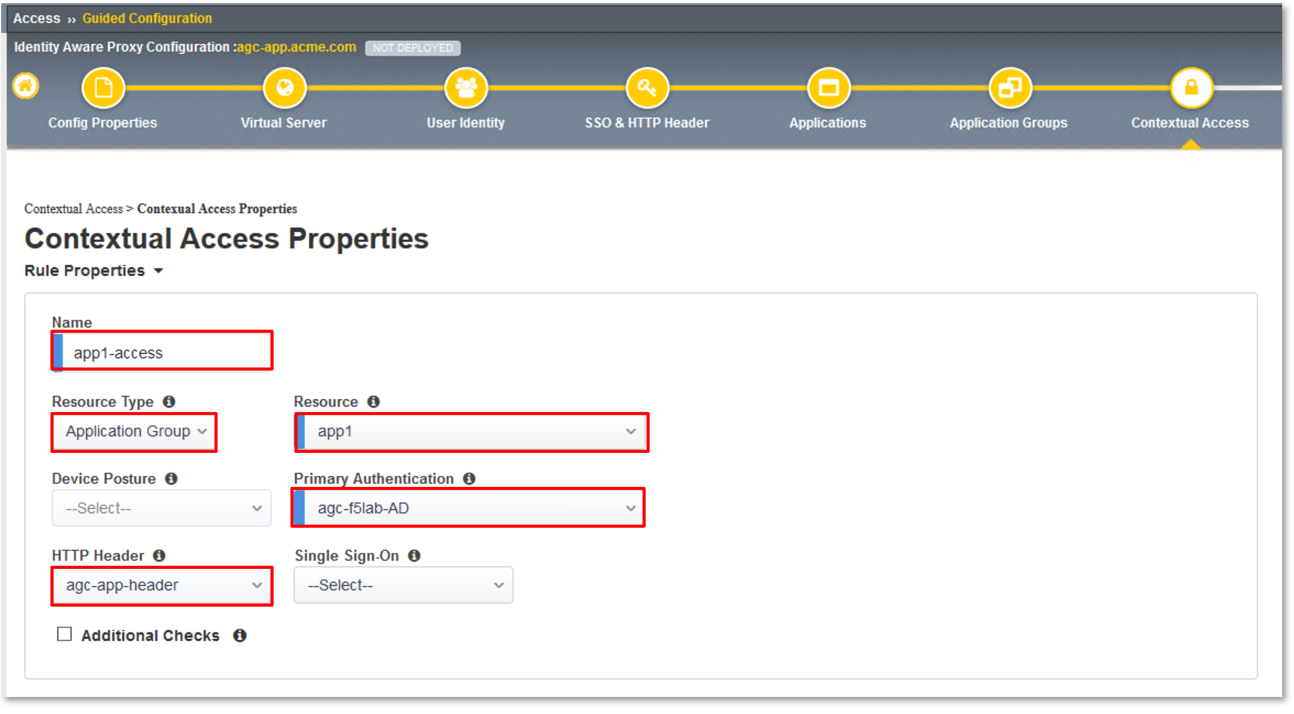 Access ›› Guided Configuration
Identity Aware Proxy Configuration :agc-app.acme.com NOT DEPLOYED
Config Properties Virtual Server User Identity SSO & HTTP Header Applications Application Groups Contextual Access
Contextual Access > Contexual Access Properties
Contextual Access Properties
Rule Properties
Name
app1-access
Resource Type Resource
Application Group app1
Device Posture Primary Authentication
--Select-- agc-f5lab-AD
HTTP Header Single Sign-On
agc-app-header --Select--
Additional Checks